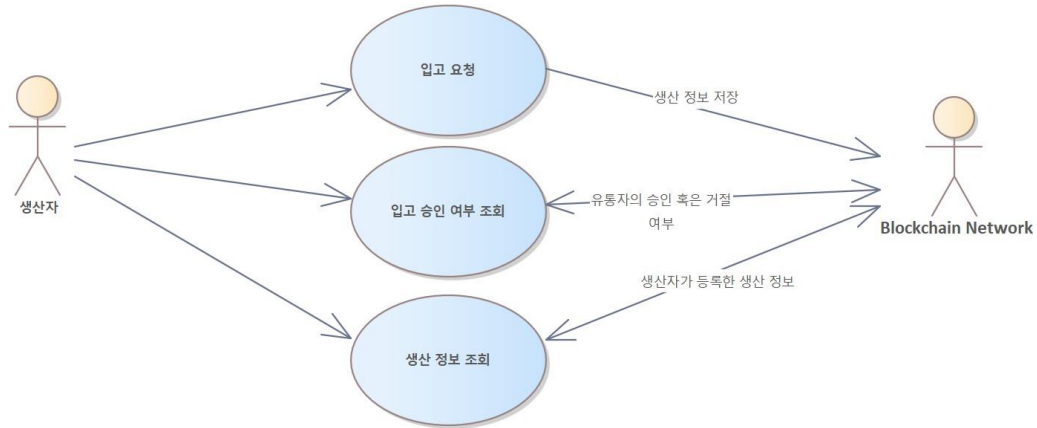 입고 요청
생산 정보 저장
생산자
입고 승인 여부 조회
유통자의 승인 혹은 거절
여부
Blockchain Network
생산자가 등록한 생산 정보
생산 정보 조회